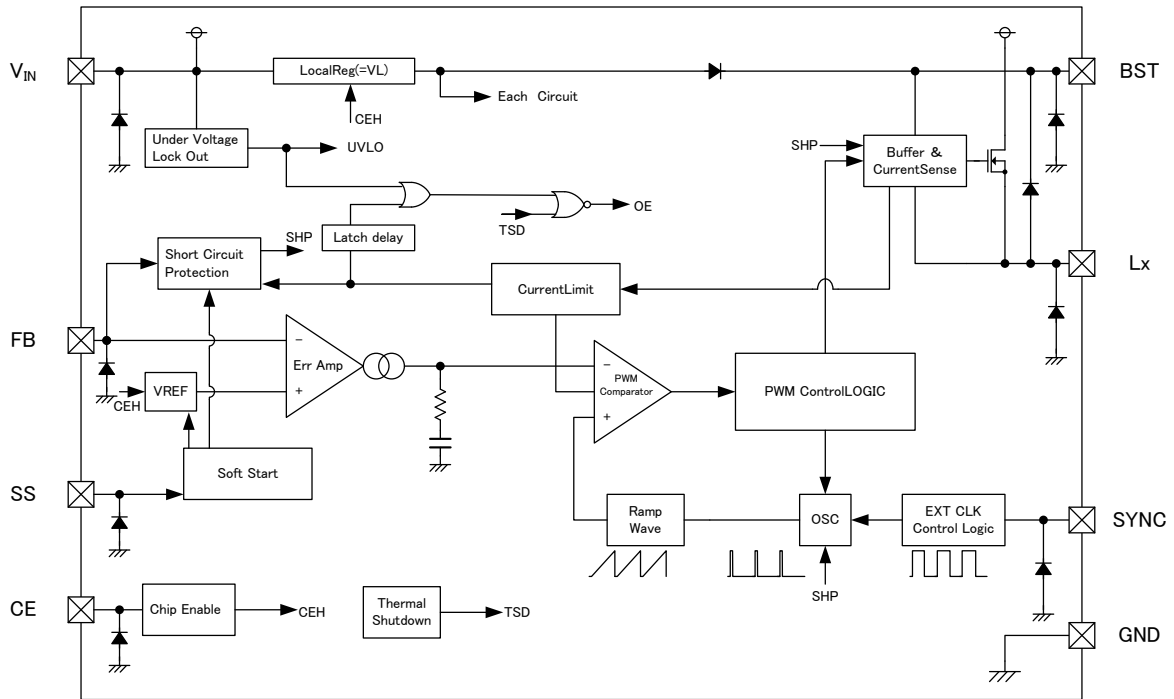 VIN
LocalReg(=VL)
BST
Each Circuit
CEH
Under Voltage
Lock Out
UVLO
SHP
Buffer &
CurrentSense
OE
TSD
Latch delay
SHP
Short Circuit
Protection
Lx
CurrentLimit
FB
−
Err Amp
+
−
PWM
Comparator
+
PWM ControlLOGIC
VREF
CEH
Soft Start
SS
Ramp
Wave
OSC
EXT CLK
Control Logic
SYNC
SHP
CE
Chip Enable
CEH
Thermal
Shutdown
TSD
GND